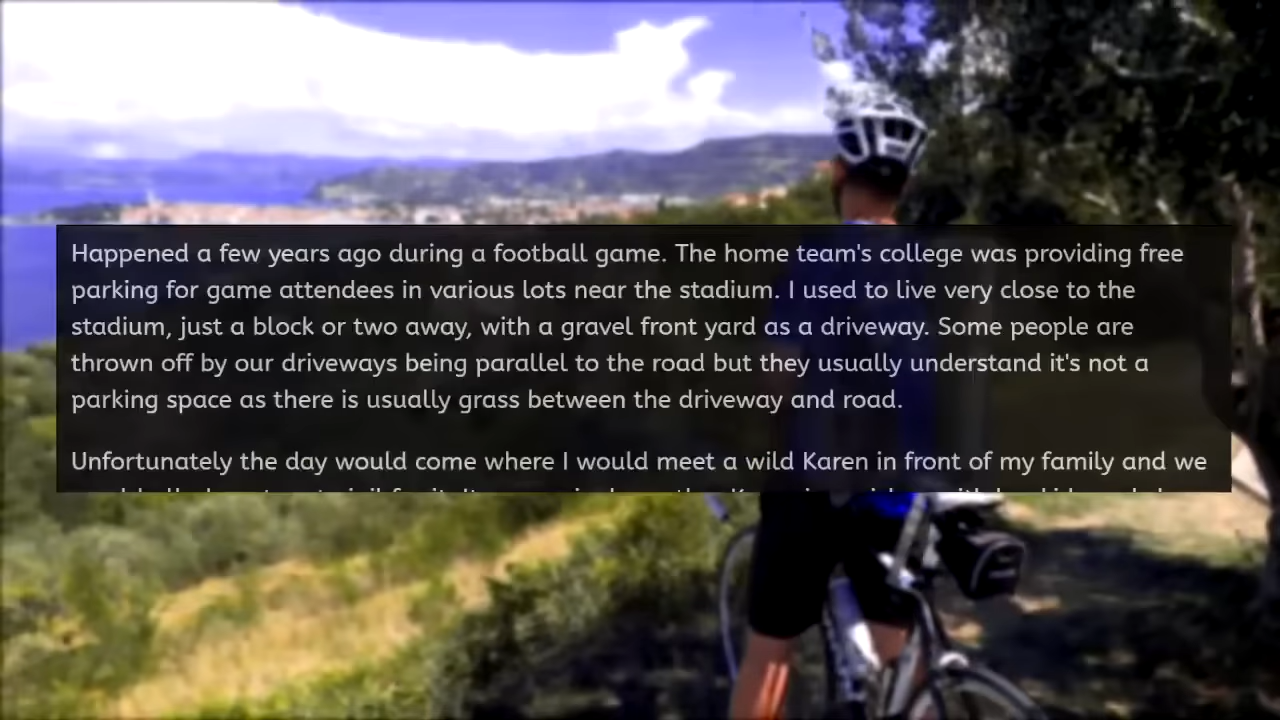 Happened a few years ago during a football game. The home team's college was providing free
parking for game attendees in various lots near the stadium. I used to live very close to the
stadium, just a block or two away, with a gravel front yard as a driveway. Some people are
thrown off by our driveways being parallel to the road but they usually understand it's not a
parking space as there is usually grass between the driveway and road.
Unfortunately the day would come where I would meet a wild Karen in front of my family and we